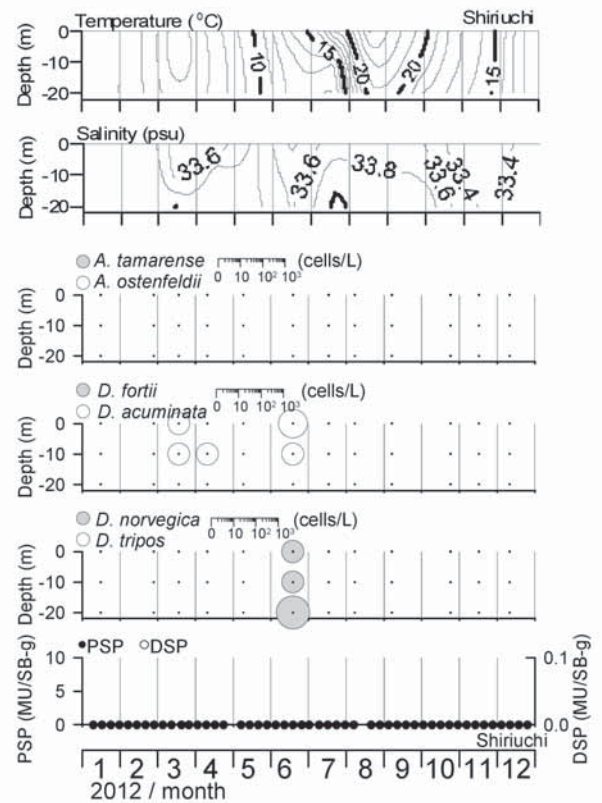 Temperature (°C) Shiriuchi
Depth (m)
0
-10
-20
10
15
20
20
15
Salinity (psu)
Depth (m)
0
-10
-20
33.6
33.6
33.8
33.6
33.4
33.4
A. tamarense 0 10 10² 10³ (cells/L)
A. ostenfeldii
Depth (m)
0
-10
-20
D. fortii 0 10 10² 10³ (cells/L)
D. acuminata
Depth (m)
0
-10
-20
D. norvegica 0 10 10² 10³ (cells/L)
D. tripos
Depth (m)
0
-10
-20
PSP DSP
PSP (MU/SB-g)
10
5
0
0.1
0.0
DSP (MU/SB-g)
Shiriuchi
1 2 3 4 5 6 7 8 9 10 11 12
2012 / month